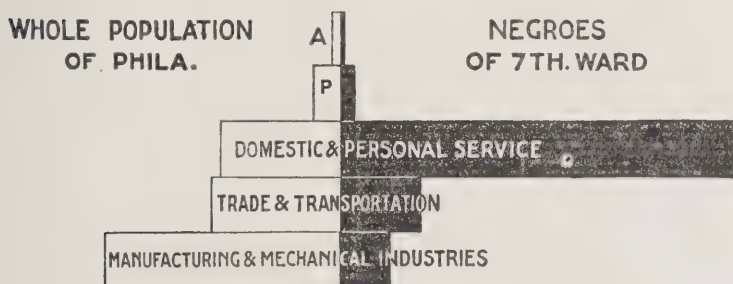 WHOLE POPULATION
OF PHILA.
NEGROES
OF 7TH. WARD
A
P
DOMESTIC & PERSONAL SERVICE
TRADE & TRANSPORTATION
MANUFACTURING & MECHANICAL INDUSTRIES